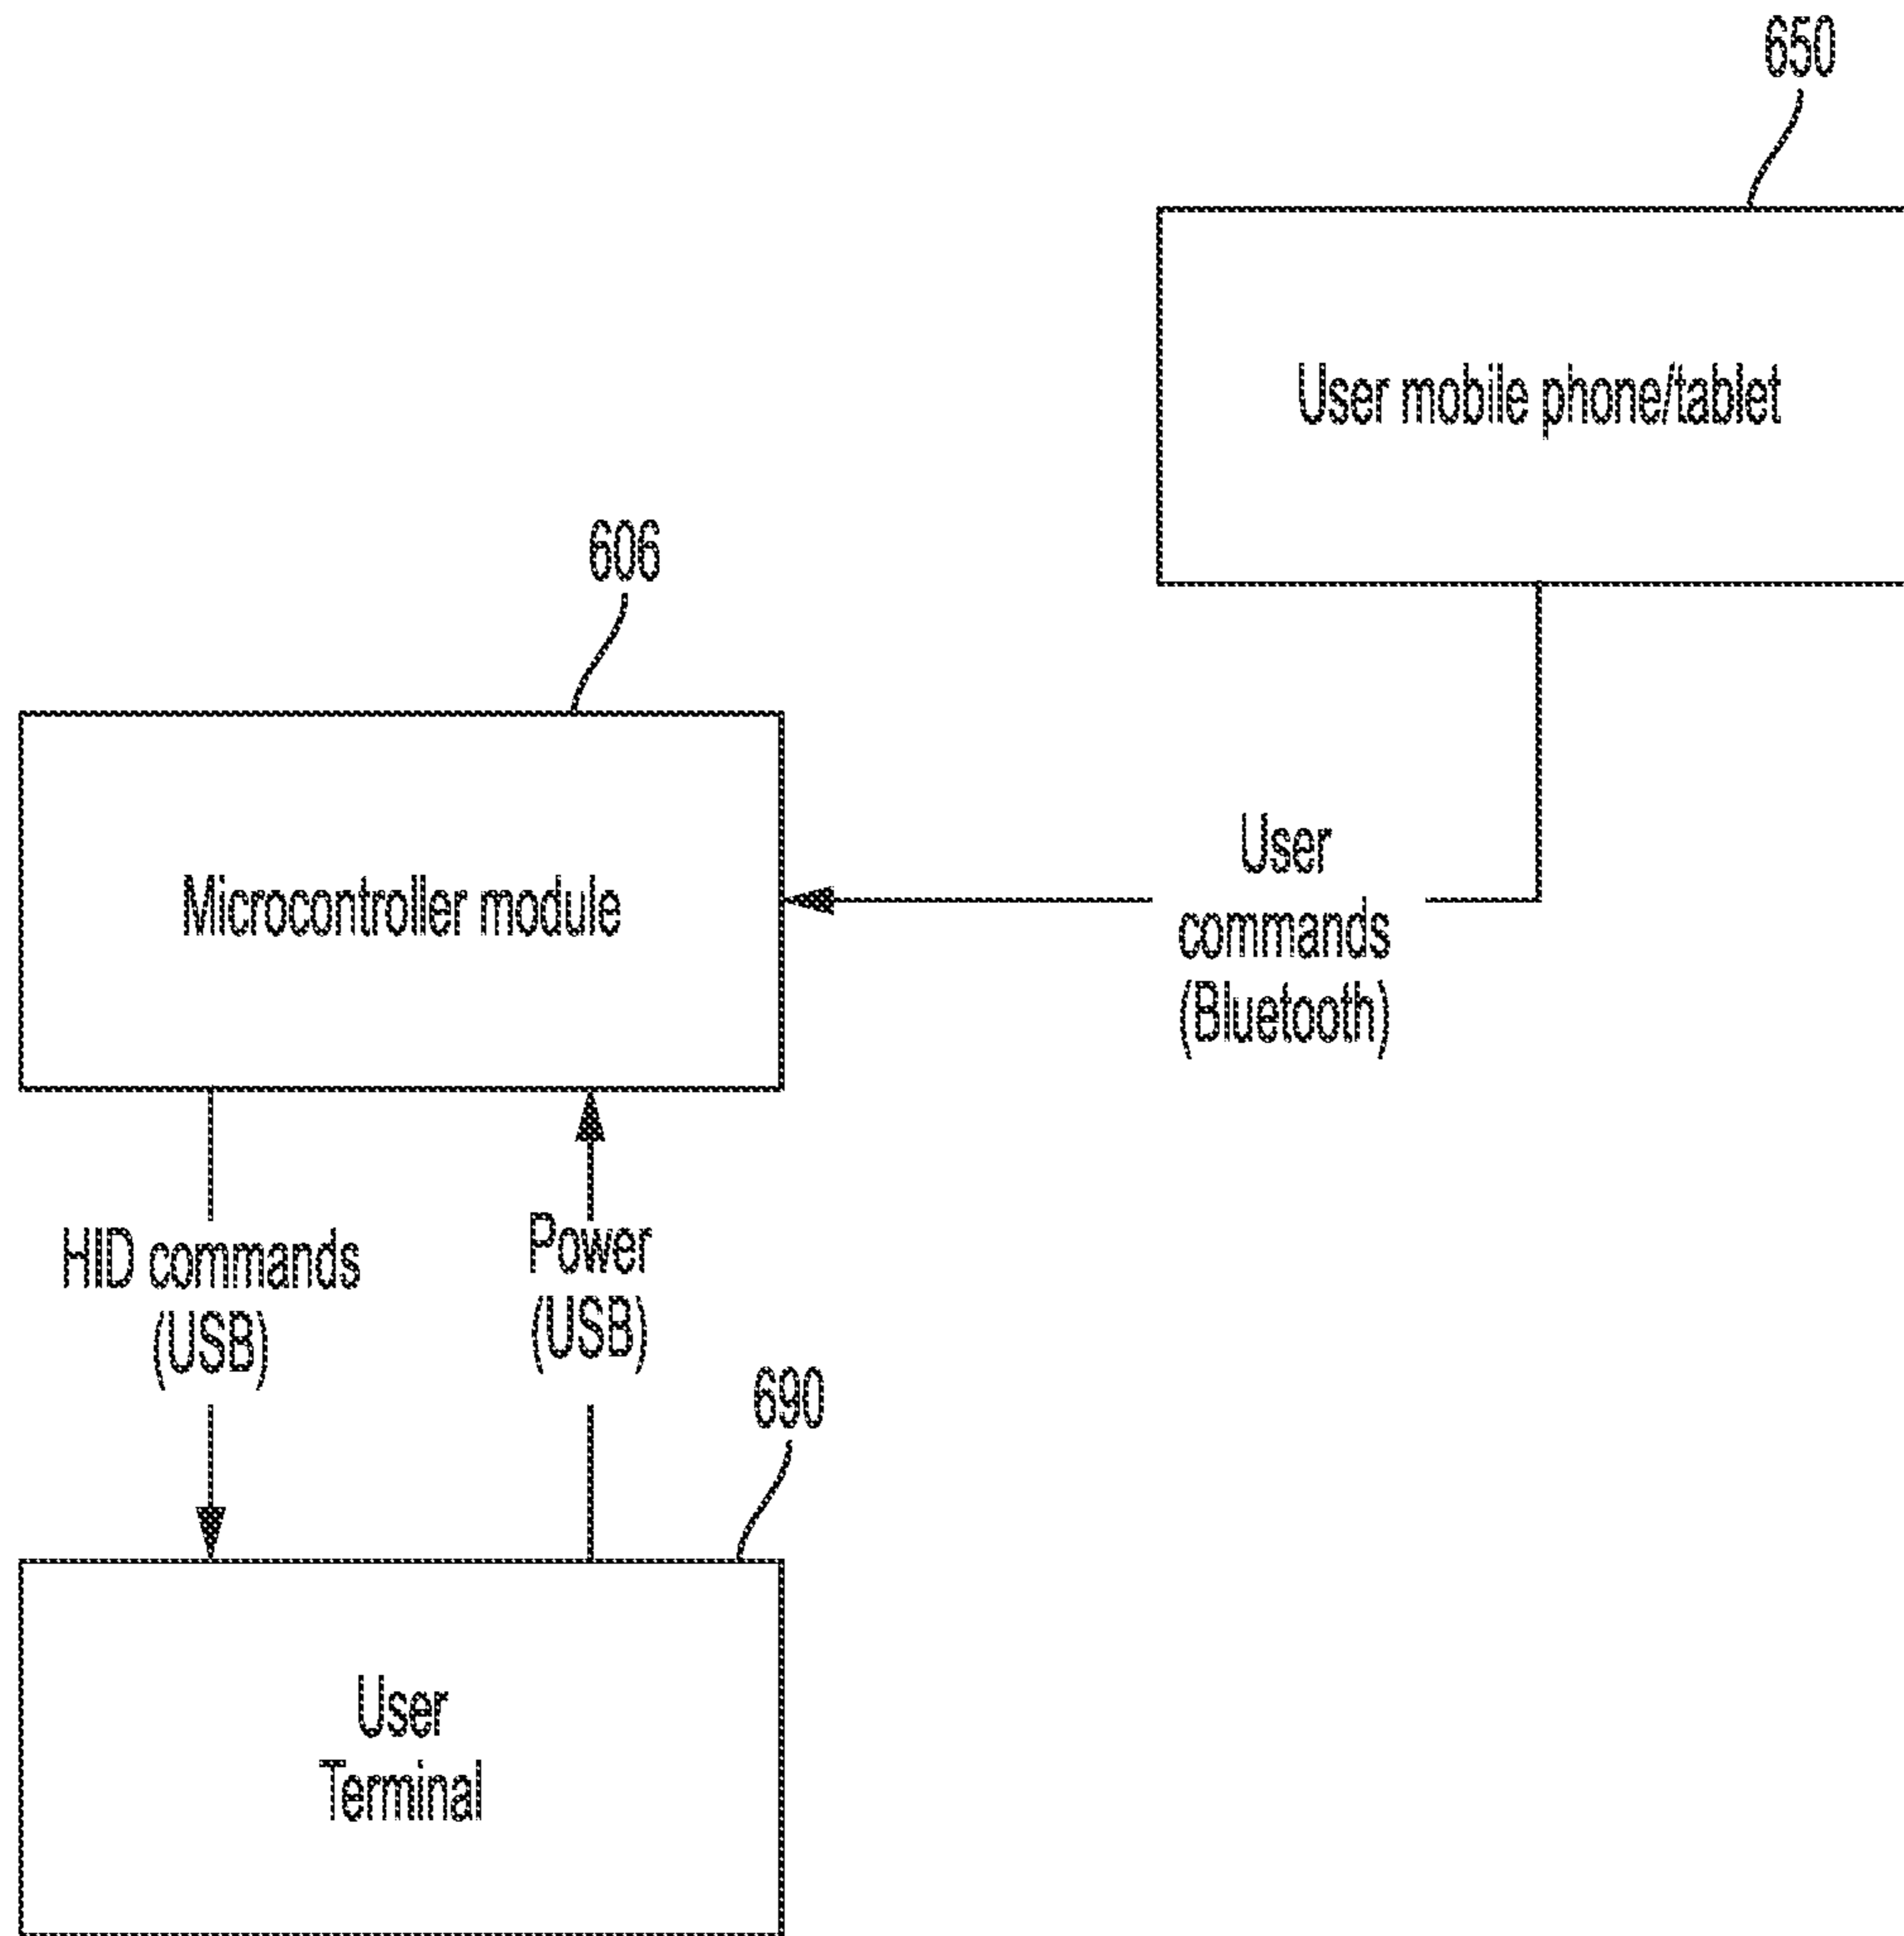 650
User mobile phone/tablet
606
Microcontroller module
User
commands
(Bluetooth)
HID commands
(USB)
Power
(USB)
690
User
Terminal